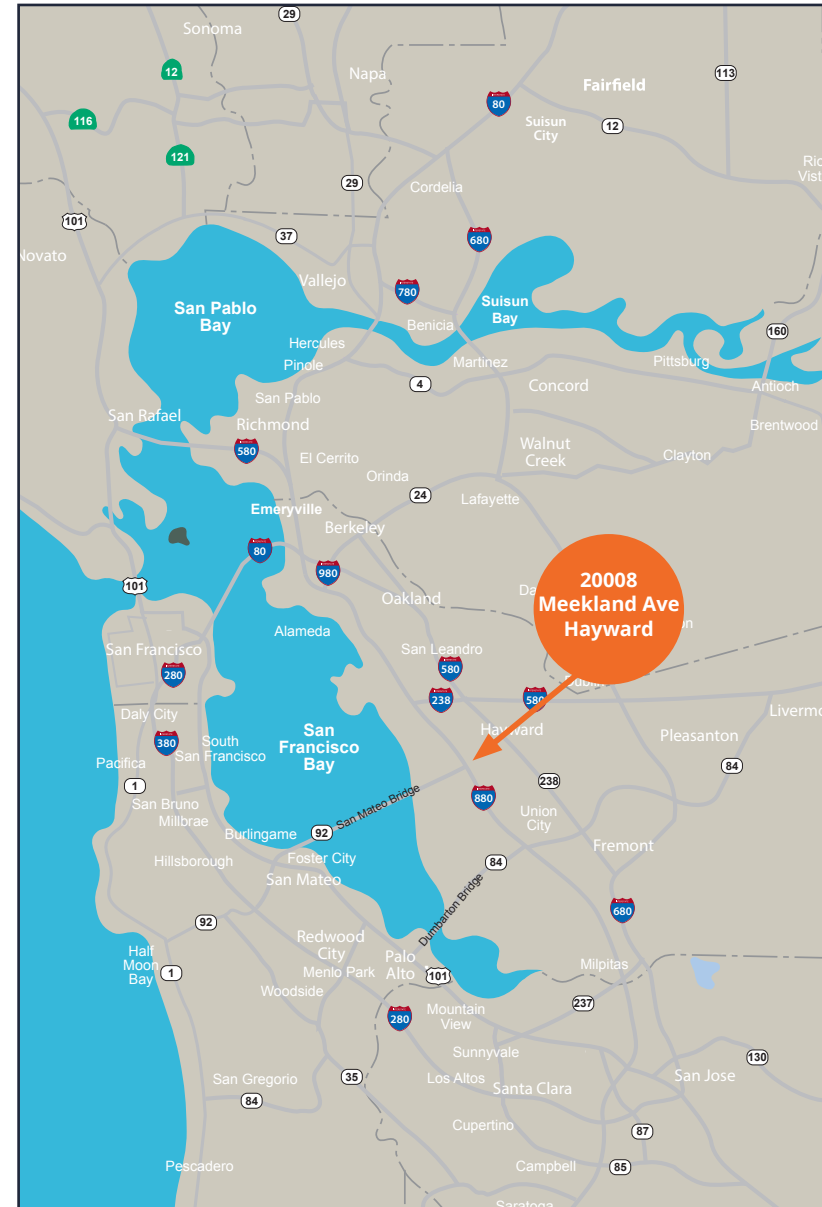 29
Sonoma
12
Napa
113
Fairfield
80
116
Suisun
City
12
121
29
Cordelia
101
37
680
Novato
Vallejo
780
San Pablo
Bay
Suisun
Bay
Benicia
160
Hercules
Pinole
Martinez
Pittsburg
4
Concord
Antioch
San Pablo
San Rafael
Richmond
Brentwood
580
Walnut
Creek
El Cerrito
Clayton
Orinda
24
Lafayette
Emeryville
Berkeley
80
980
101
20008
Meekland Ave
Hayward
Oakland
Alameda
San Francisco
San Leandro
580
280
238
580
Daly City
380
South
San Francisco
San
Francisco
Bay
Hayward
Pleasanton
Pacifica
84
1
238
880
San Bruno
Millbrae
San Mateo Bridge
Union
City
Burlingame
92
Fremont
Hillsborough
Foster City
84
San Mateo
Dumbarton Bridge
680
92
Redwood
City
Half
Moon
Bay
1
Palo
Alto
Menlo Park
101
Milpitas
Woodside
237
280
Mountain
View
Sunnyvale
130
San Gregorio
35
Los Altos
Santa Clara
San Jose
84
Cupertino
87
Pescadero
Campbell
85
Saratoga